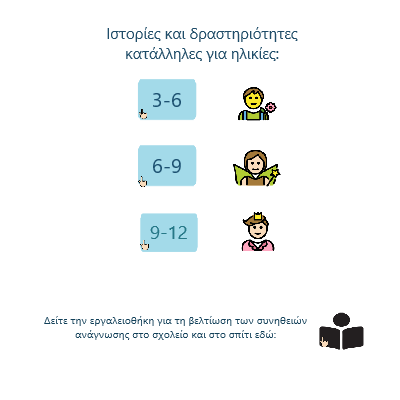 Ιστορίες και δραστηριότητες
κατάλληλες για ηλικίες:
3-6
6-9
9-12
Δείτε την εργαλειοθήκη για τη βελτίωση των συνηθειών
ανάγνωσης στο σχολείο και στο σπίτι εδώ: